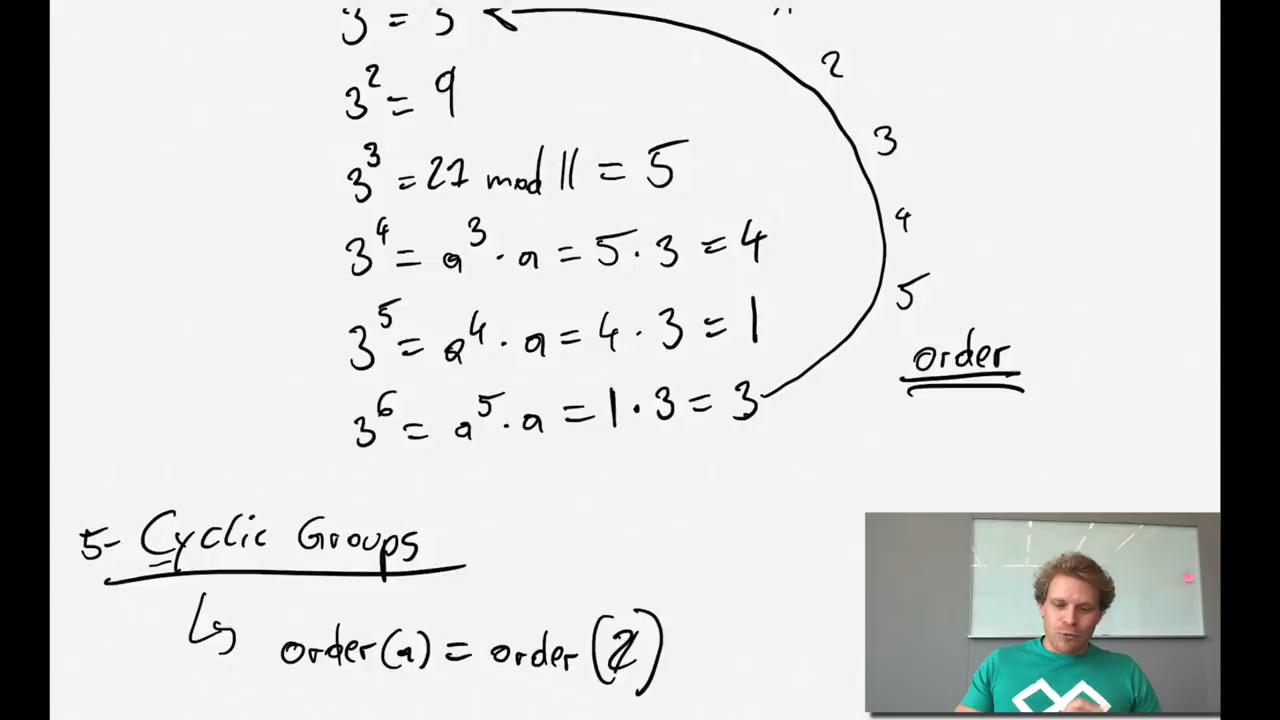 3² = 9
2
3³ = 27 mod 11 = 5
3
3⁴ = a³ · a = 5 · 3 = 4
4
3⁵ = a⁴ · a = 4 · 3 = 1
5
order
3⁶ = a⁵ · a = 1 · 3 = 3
5- Cyclic Groups
order(a) = order(Z)